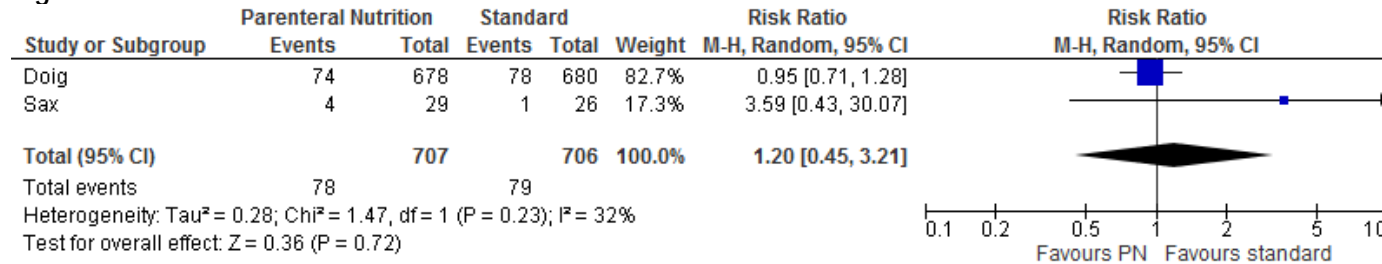 Parenteral Nutrition Standard Risk Ratio Risk Ratio
Study or Subgroup Events Total Events Total Weight M-H, Random, 95% CI M-H, Random, 95% CI
Doig 74 678 78 680 82.7% 0.95 [0.71, 1.28]
Sax 4 29 1 26 17.3% 3.59 [0.43, 30.07]
Total (95% CI) 707 706 100.0% 1.20 [0.45, 3.21]
Total events 78 79
Heterogeneity: Tau² = 0.28; Chi² = 1.47, df = 1 (P = 0.23); I² = 32%
Test for overall effect: Z = 0.36 (P = 0.72)
0.1 0.2 0.5 1 2 5 10
Favours PN Favours standard